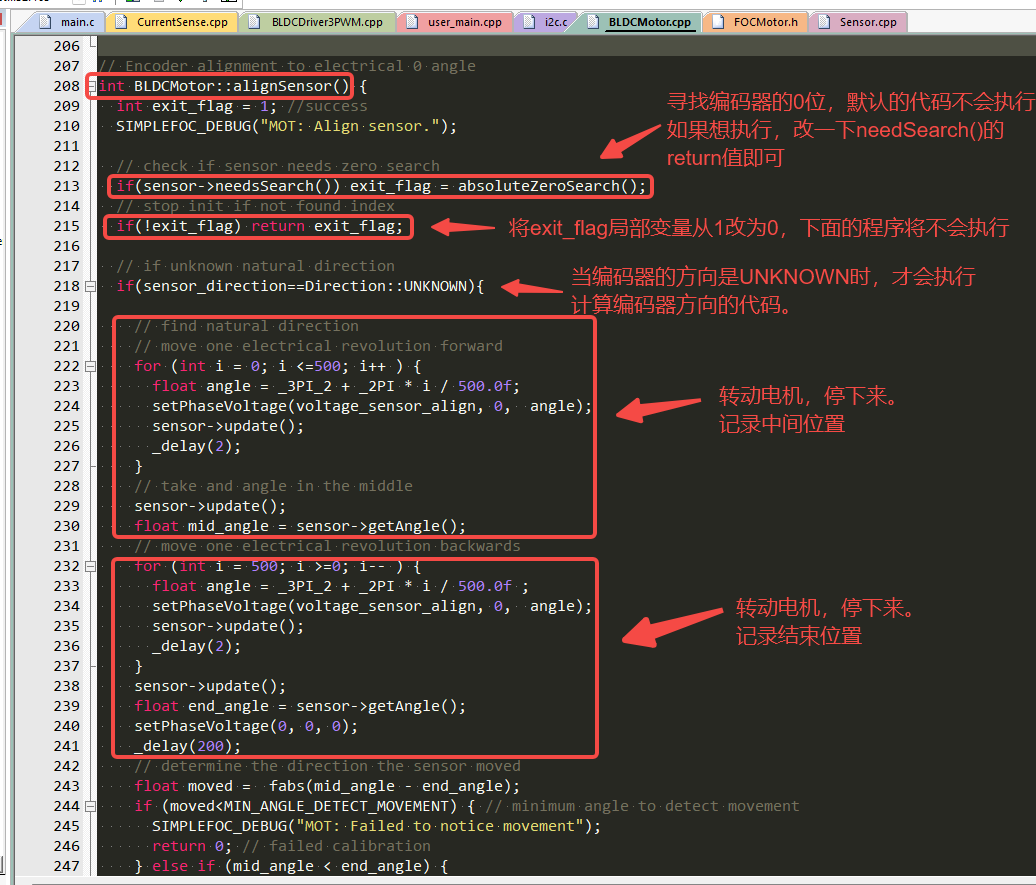 main.c CurrentSense.cpp BLDCDriver3PWM.cpp user_main.cpp i2c.c BLDCMotor.cpp FOCMotor.h Sensor.cpp
206
207 // Encoder alignment to electrical 0 angle
208 int BLDCMotor::alignSensor() {
209 int exit_flag = 1; //success
210 SIMPLEFOC_DEBUG("MOT: Align sensor.");
211
212 // check if sensor needs zero search
213 if(sensor->needsSearch()) exit_flag = absoluteZeroSearch();
214 // stop init if not found index
215 if(!exit_flag) return exit_flag;
216
217 // if unknown natural direction
218 if(sensor_direction==Direction::UNKNOWN){
219
220 // find natural direction
221 // move one electrical revolution forward
222 for (int i = 0; i <=500; i++ ) {
223 float angle = _3PI_2 + _2PI * i / 500.0f;
224 setPhaseVoltage(voltage_sensor_align, 0, angle);
225 sensor->update();
226 _delay(2);
227 }
228 // take and angle in the middle
229 sensor->update();
230 float mid_angle = sensor->getAngle();
231 // move one electrical revolution backwards
232 for (int i = 500; i >=0; i-- ) {
233 float angle = _3PI_2 + _2PI * i / 500.0f ;
234 setPhaseVoltage(voltage_sensor_align, 0, angle);
235 sensor->update();
236 _delay(2);
237 }
238 sensor->update();
239 float end_angle = sensor->getAngle();
240 setPhaseVoltage(0, 0, 0);
241 _delay(200);
242 // determine the direction the sensor moved
243 float moved = fabs(mid_angle - end_angle);
244 if (moved<MIN_ANGLE_DETECT_MOVEMENT) { // minimum angle to detect movement
245 SIMPLEFOC_DEBUG("MOT: Failed to notice movement");
246 return 0; // failed calibration
247 } else if (mid_angle < end_angle) {
寻找编码器的0位，默认的代码不会执行
如果想执行，改一下needSearch()的
return值即可
将exit_flag局部变量从1改为0，下面的程序将不会执行
当编码器的方向是UNKNOWN时，才会执行
计算编码器方向的代码。
转动电机，停下来。
记录中间位置
转动电机，停下来。
记录结束位置